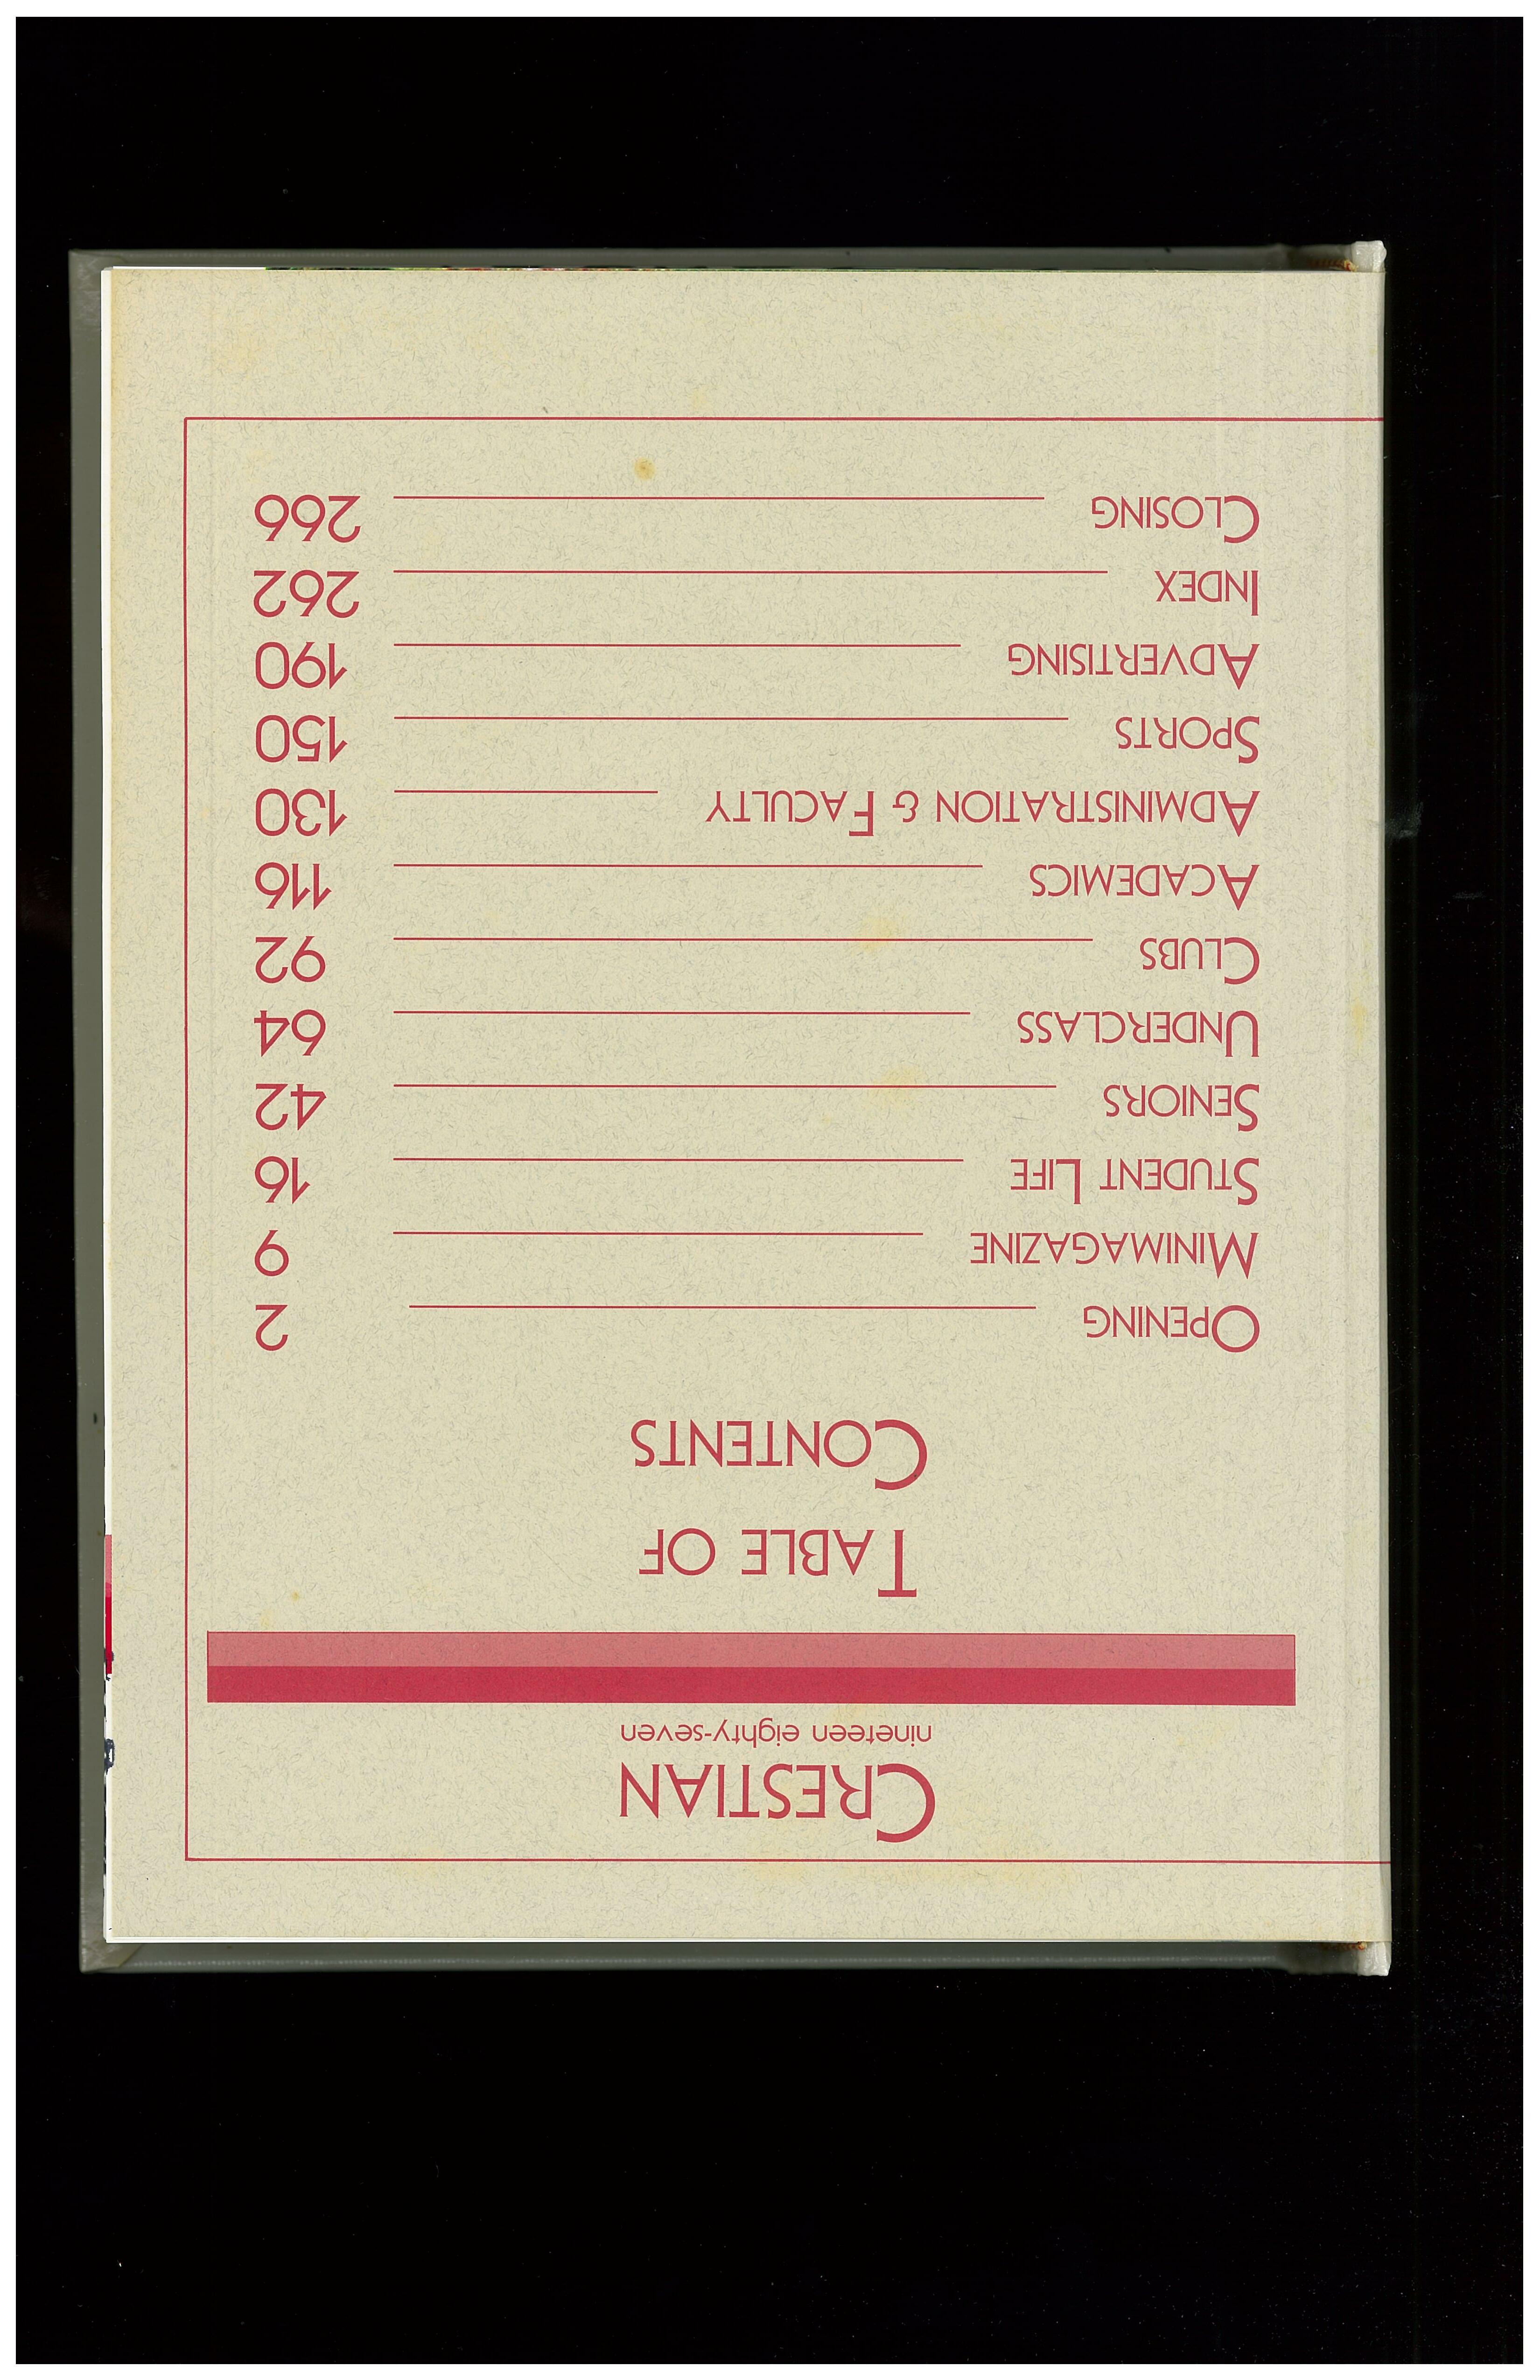 CRESTIAN
nineteen eighty-seven
TABLE OF
CONTENTS
OPENING 2
MINIMAGAZINE 9
STUDENT LIFE 16
SENIORS 42
UNDERCLASS 64
CLUBS 92
ACADEMICS 116
ADMINISTRATION & FACULTY 130
SPORTS 150
ADVERTISING 190
INDEX 262
CLOSING 266